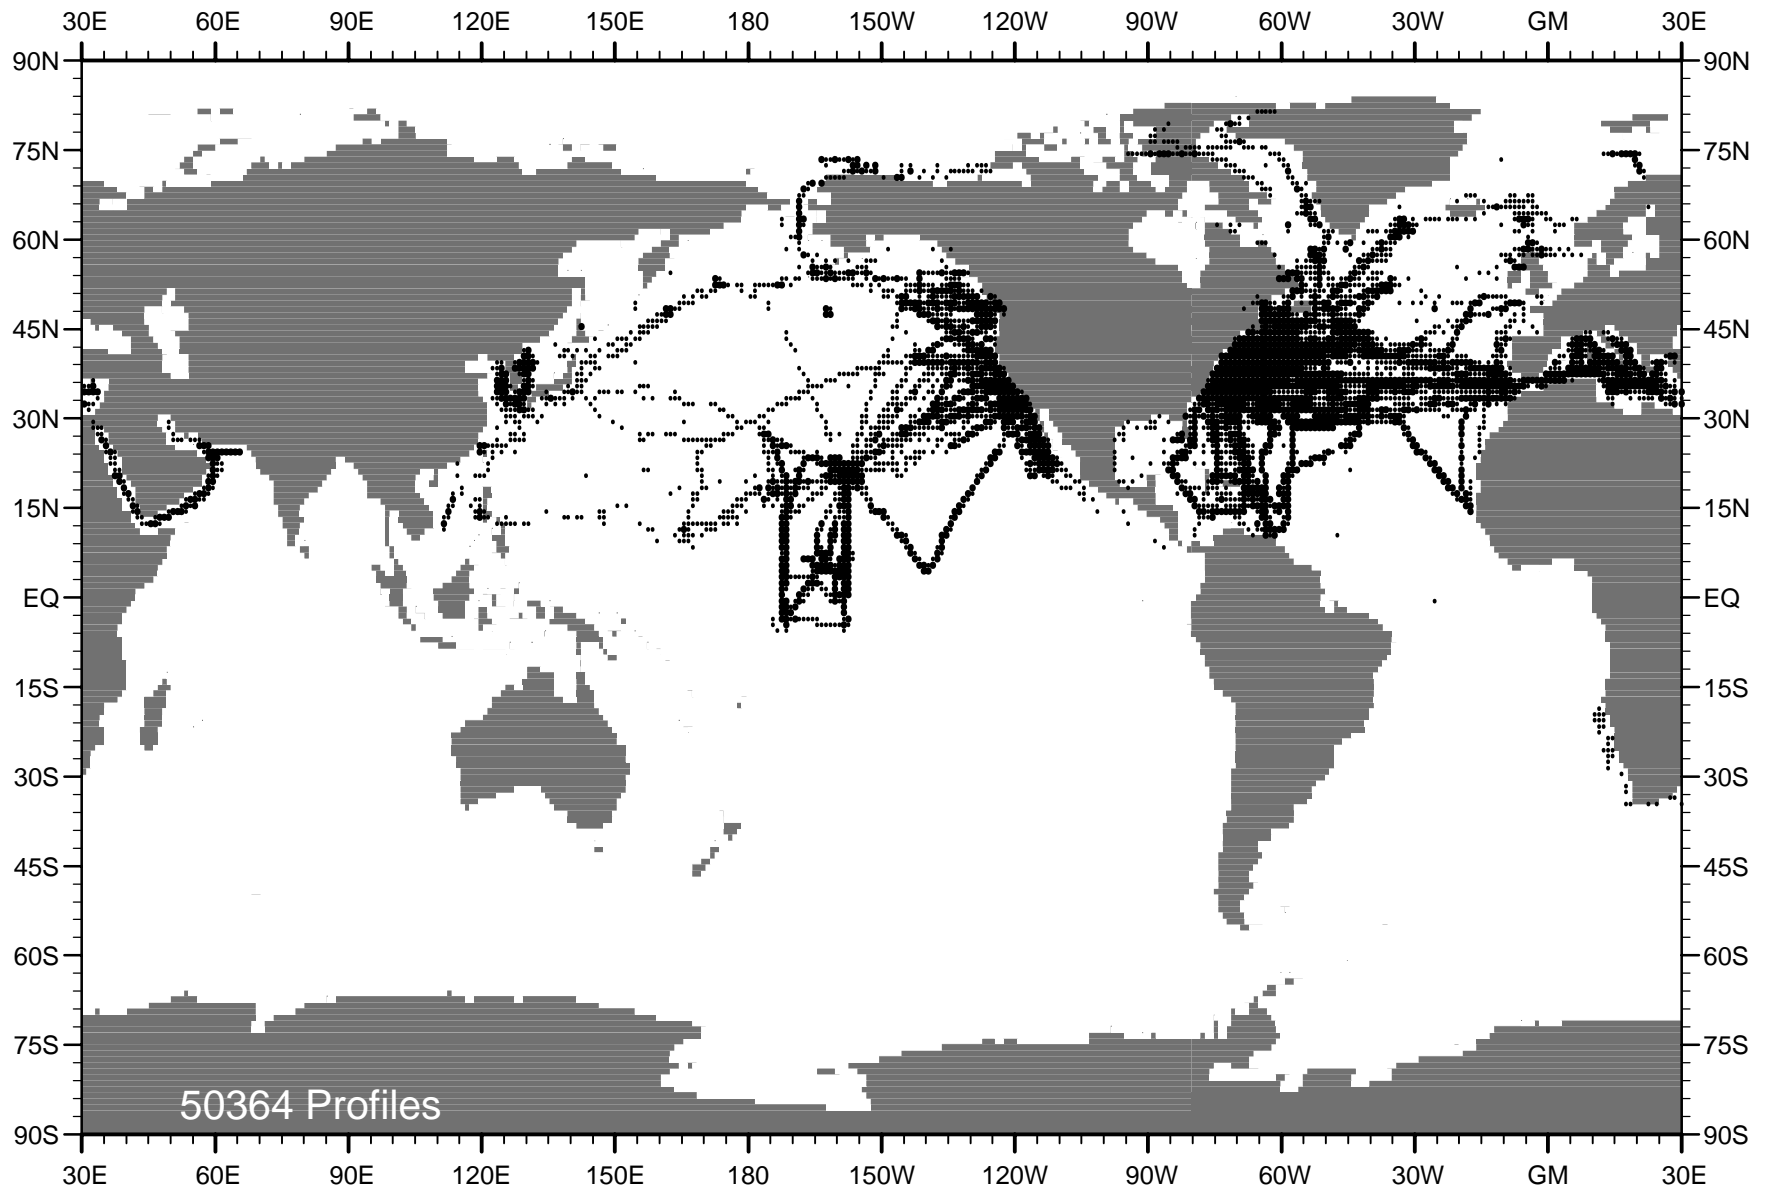 30E 60E 90E 120E 150E 180 150W 120W 90W 60W 30W GM 30E
90N 90N
75N 75N
60N 60N
45N 45N
30N 30N
15N 15N
EQ EQ
15S 15S
30S 30S
45S 45S
60S 60S
75S 75S
50364 Profiles
90S 90S
30E 60E 90E 120E 150E 180 150W 120W 90W 60W 30W GM 30E